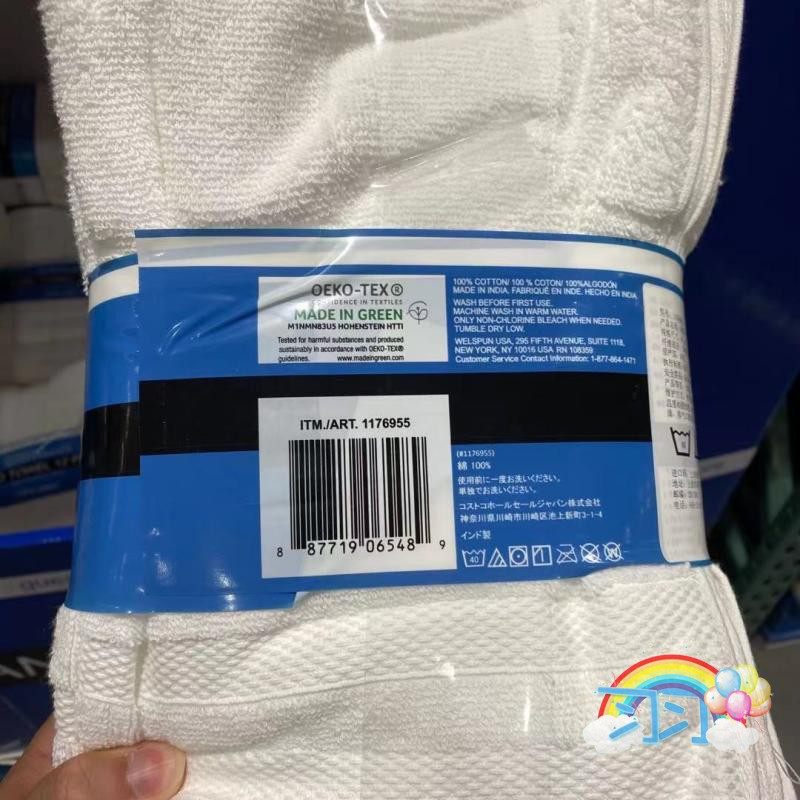 OEKO-TEX®
CONFIDENCE IN TEXTILES
MADE IN GREEN
M1NMN83U5 HOHENSTEIN HTTI
Tested for harmful substances and produced
sustainably in accordance with OEKO-TEX®
guidelines. www.madeingreen.com
100% COTTON/ 100 % COTON/ 100%ALGODÓN
MADE IN INDIA. FABRIQUÉ EN INDE. HECHO EN INDIA.
WASH BEFORE FIRST USE.
MACHINE WASH IN WARM WATER.
ONLY NON-CHLORINE BLEACH WHEN NEEDED.
TUMBLE DRY LOW.
WELSPUN USA, 295 FIFTH AVENUE, SUITE 1118,
NEW YORK, NY 10016 USA RN 108359
Customer Service Contact Information: 1-877-664-1471
ITM./ART. 1176955
8 87719 06548 9
(#1176955)
綿 100%
使用前に一度お洗いください。
単独でお洗いください。
コストコホールセールジャパン株式会社
神奈川県川崎市川崎区池上新町3-1-4
インド製
40